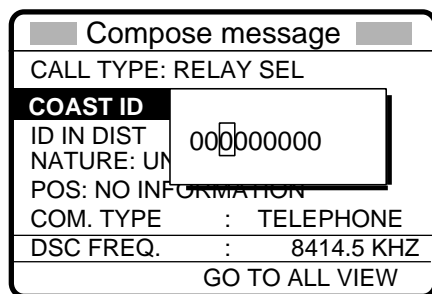 Compose message
CALL TYPE: RELAY SEL
COAST ID
000000000
ID IN DIST
NATURE: UN
POS: NO INFORMATION
COM. TYPE : TELEPHONE
DSC FREQ. : 8414.5 KHZ
GO TO ALL VIEW